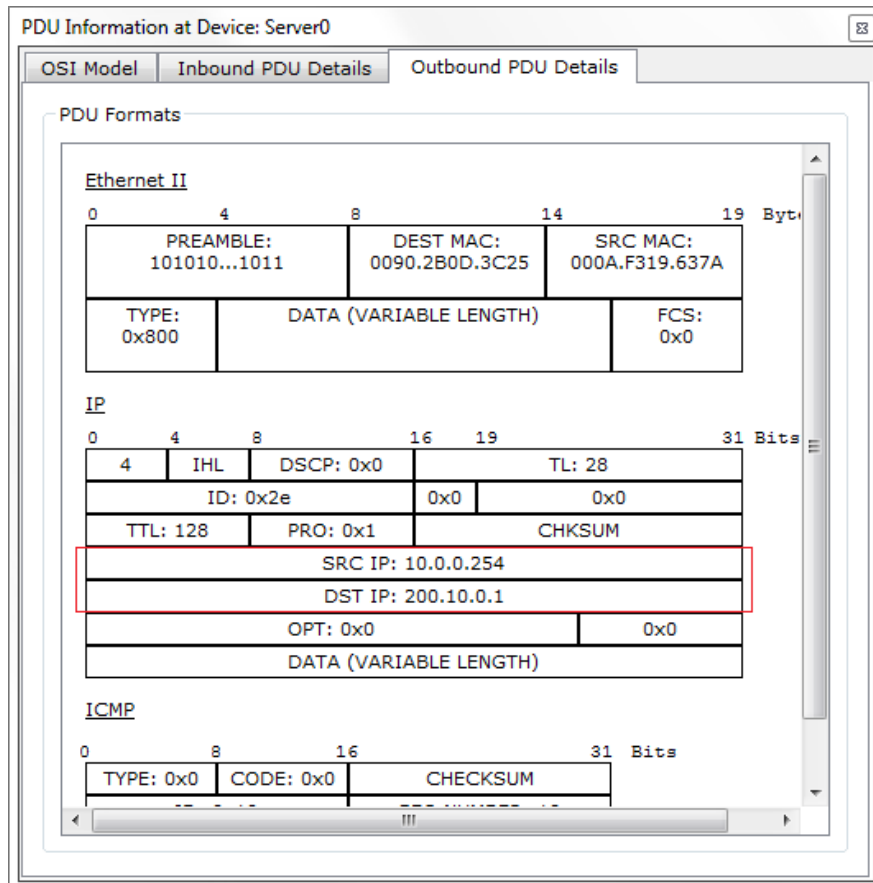 PDU Information at Device: Server0
OSI Model Inbound PDU Details Outbound PDU Details
PDU Formats
Ethernet II
0 4 8 14 19
PREAMBLE: DEST MAC: SRC MAC:
101010...1011 0090.2B0D.3C25 000A.F319.637A
TYPE: DATA (VARIABLE LENGTH) FCS:
0x800 0x0
IP
0 4 8 16 19 31 Bits
4 IHL DSCP: 0x0 TL: 28
ID: 0x2e 0x0 0x0
TTL: 128 PRO: 0x1 CHKSUM
SRC IP: 10.0.0.254
DST IP: 200.10.0.1
OPT: 0x0 0x0
DATA (VARIABLE LENGTH)
ICMP
0 8 16 31 Bits
TYPE: 0x0 CODE: 0x0 CHECKSUM